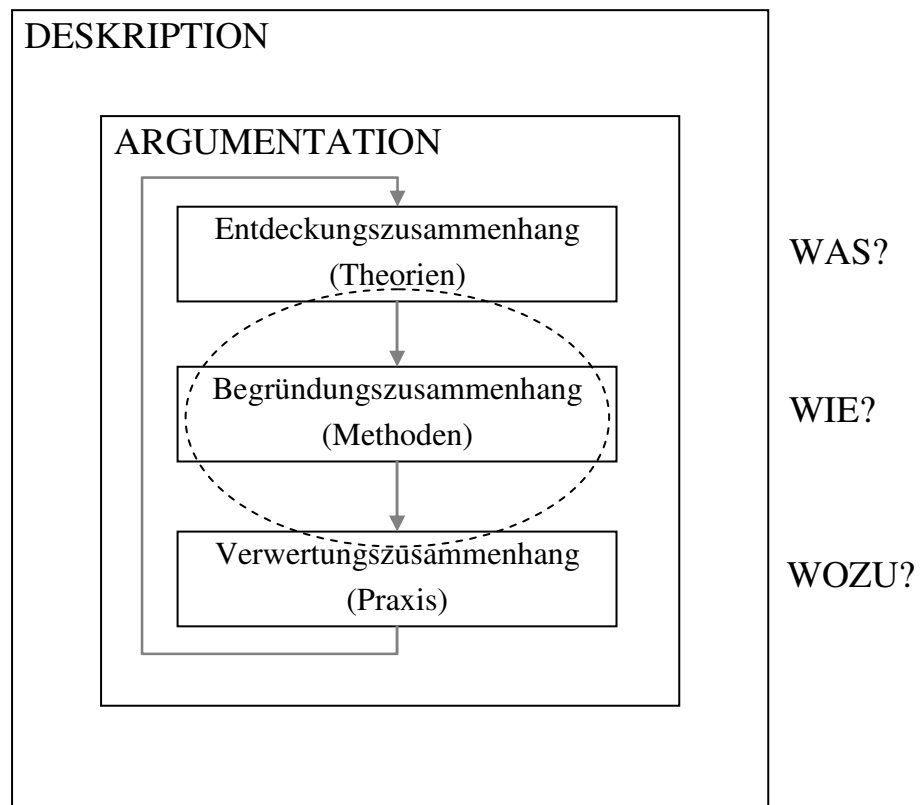 DESKRIPTION
ARGUMENTATION
Entdeckungszusammenhang
(Theorien)
WAS?
Begründungszusammenhang
(Methoden)
WIE?
Verwertungszusammenhang
(Praxis)
WOZU?